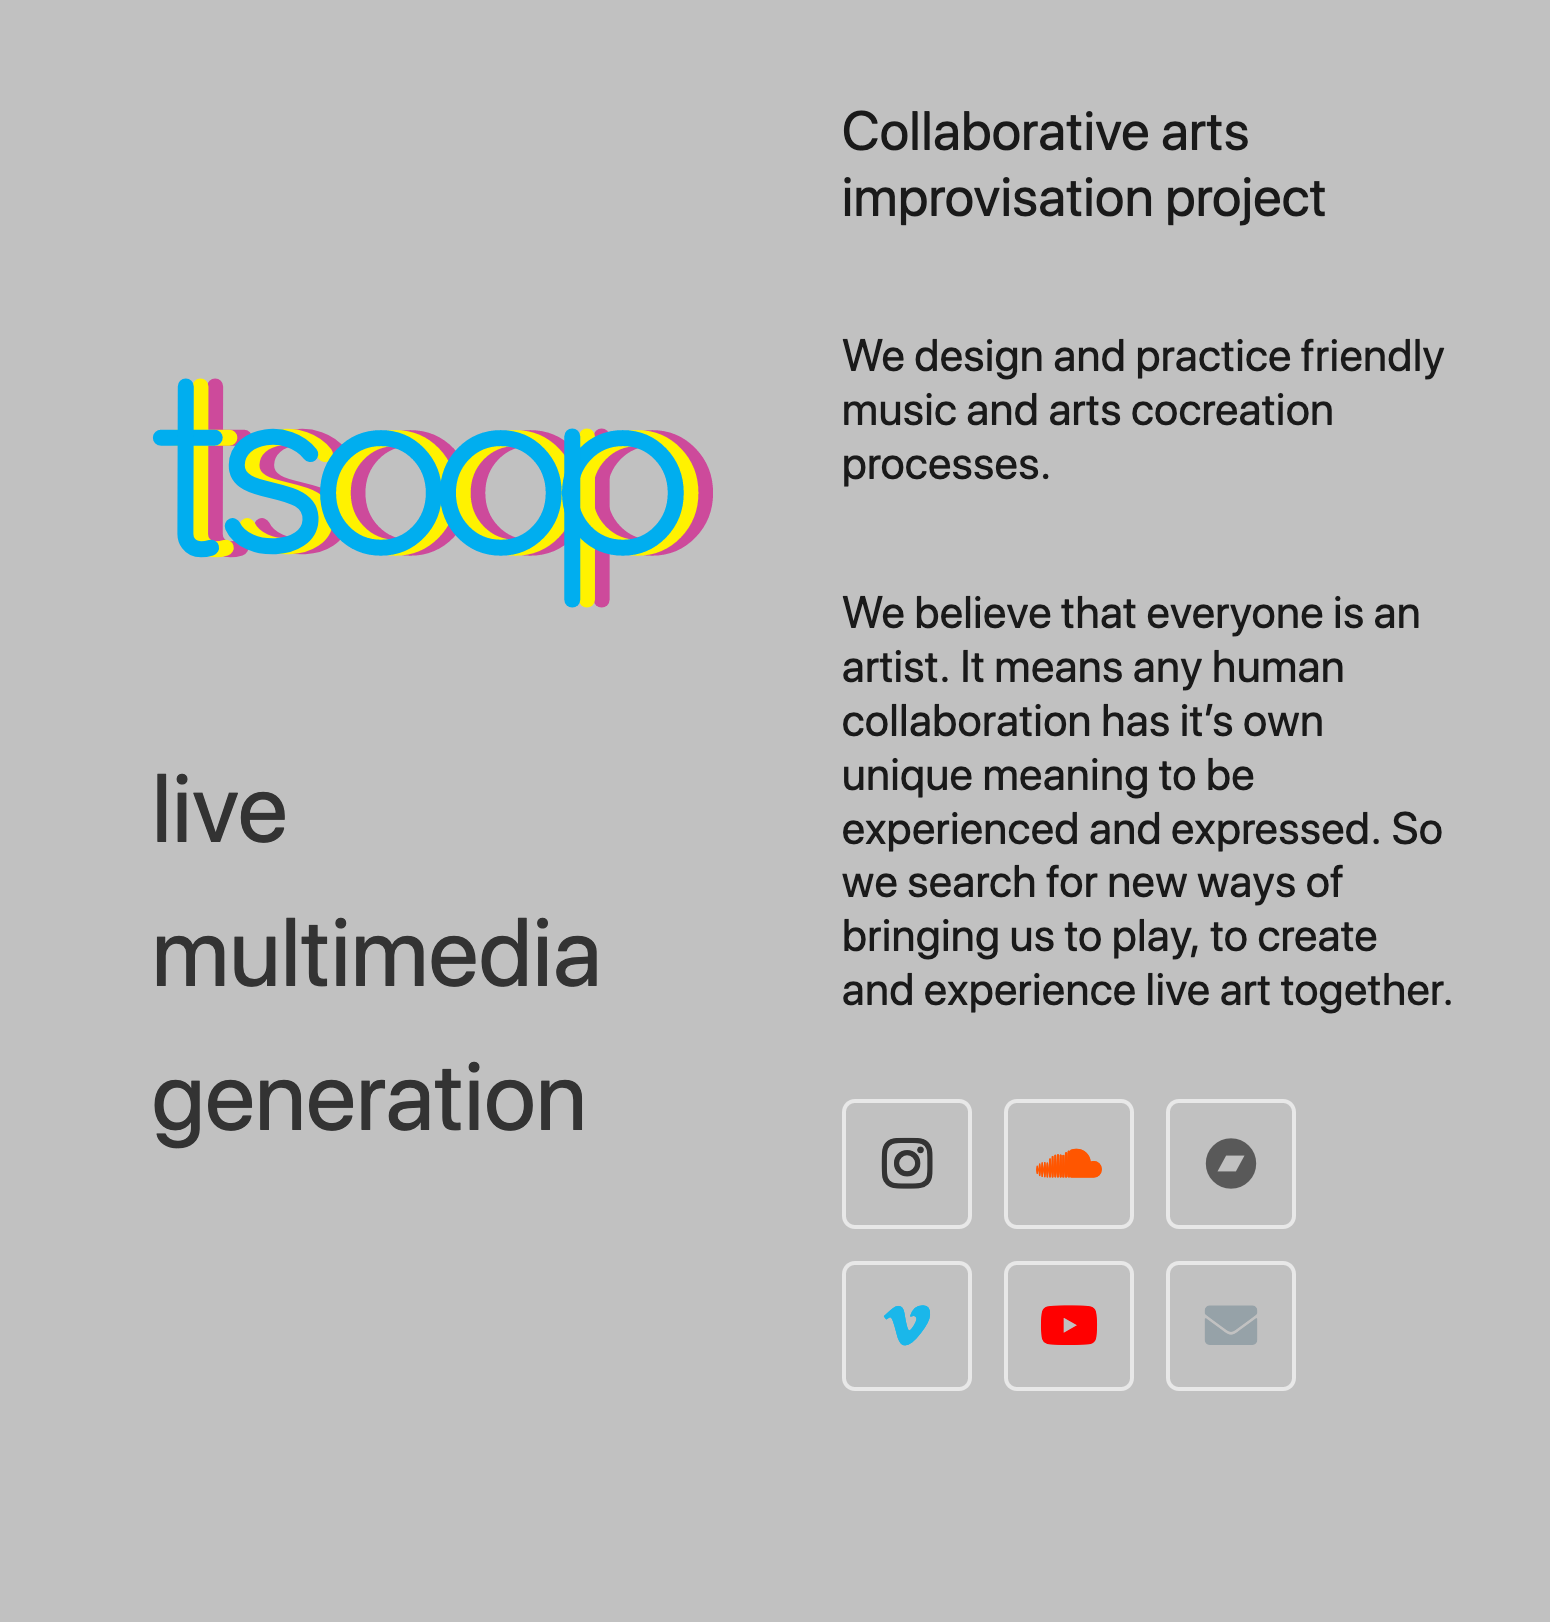 tsoop
live
multimedia
generation
Collaborative arts
improvisation project
We design and practice friendly
music and arts cocreation
processes.
We believe that everyone is an
artist. It means any human
collaboration has it’s own
unique meaning to be
experienced and expressed. So
we search for new ways of
bringing us to play, to create
and experience live art together.